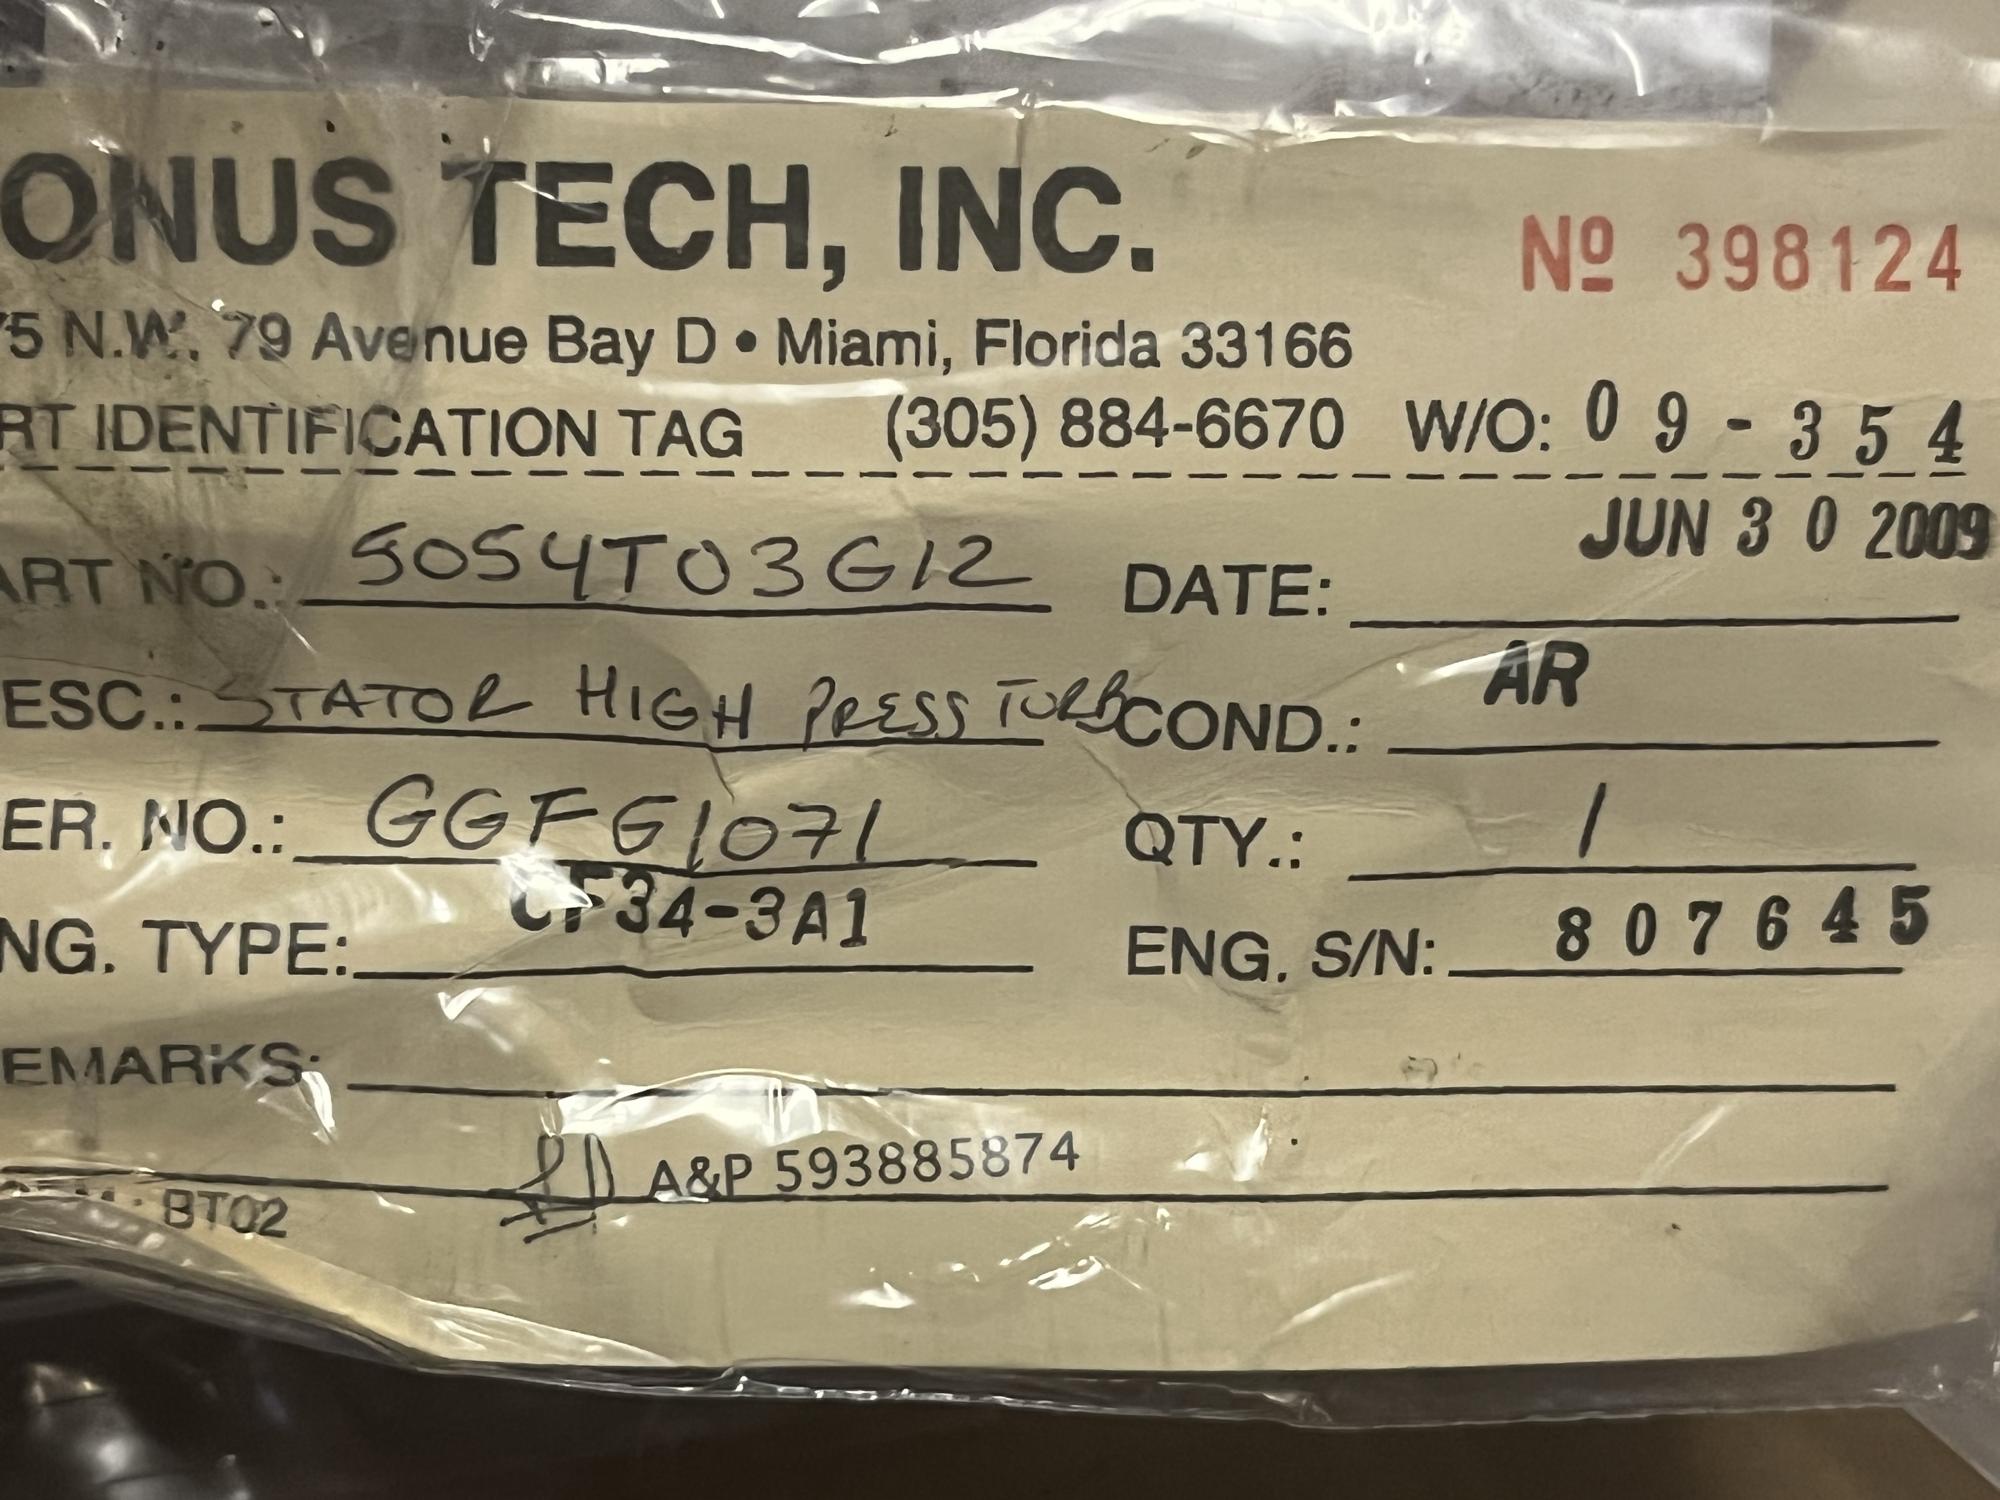 ONUS TECH, INC.
Nº 398124
75 N.W. 79 Avenue Bay D • Miami, Florida 33166
RT IDENTIFICATION TAG (305) 884-6670 W/O: 09-354
ART NO.: 5054T03G12 DATE: JUN 30 2009
ESC.: STATOR HIGH PRESS TURB COND.: AR
ER. NO.: GGFG1071 QTY.: 1
NG. TYPE: CF34-3A1 ENG. S/N: 807645
EMARKS:
A&P 593885874
BT02